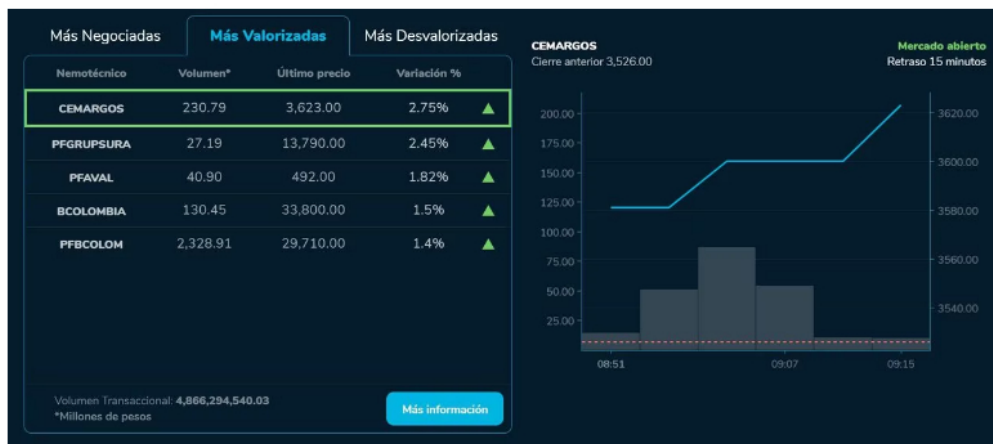 Más Negociadas Más Valorizadas Más Desvalorizadas
Nemotécnico Volumen* Último precio Variación %
CEMARGOS 230.79 3,623.00 2.75%
PFGRUPSURA 27.19 13,790.00 2.45%
PFAVAL 40.90 492.00 1.82%
BCOLOMBIA 130.45 33,800.00 1.5%
PFBCOLOM 2,328.91 29,710.00 1.4%
Volumen Transaccional: 4,866,294,540.03
*Millones de pesos
Más información
CEMARGOS Mercado abierto
Cierre anterior 3,526.00 Retraso 15 minutos
200.00 3620.00
175.00
150.00 3600.00
125.00 3580.00
100.00
75.00 3560.00
50.00 3540.00
25.00
08:51 09:07 09:15